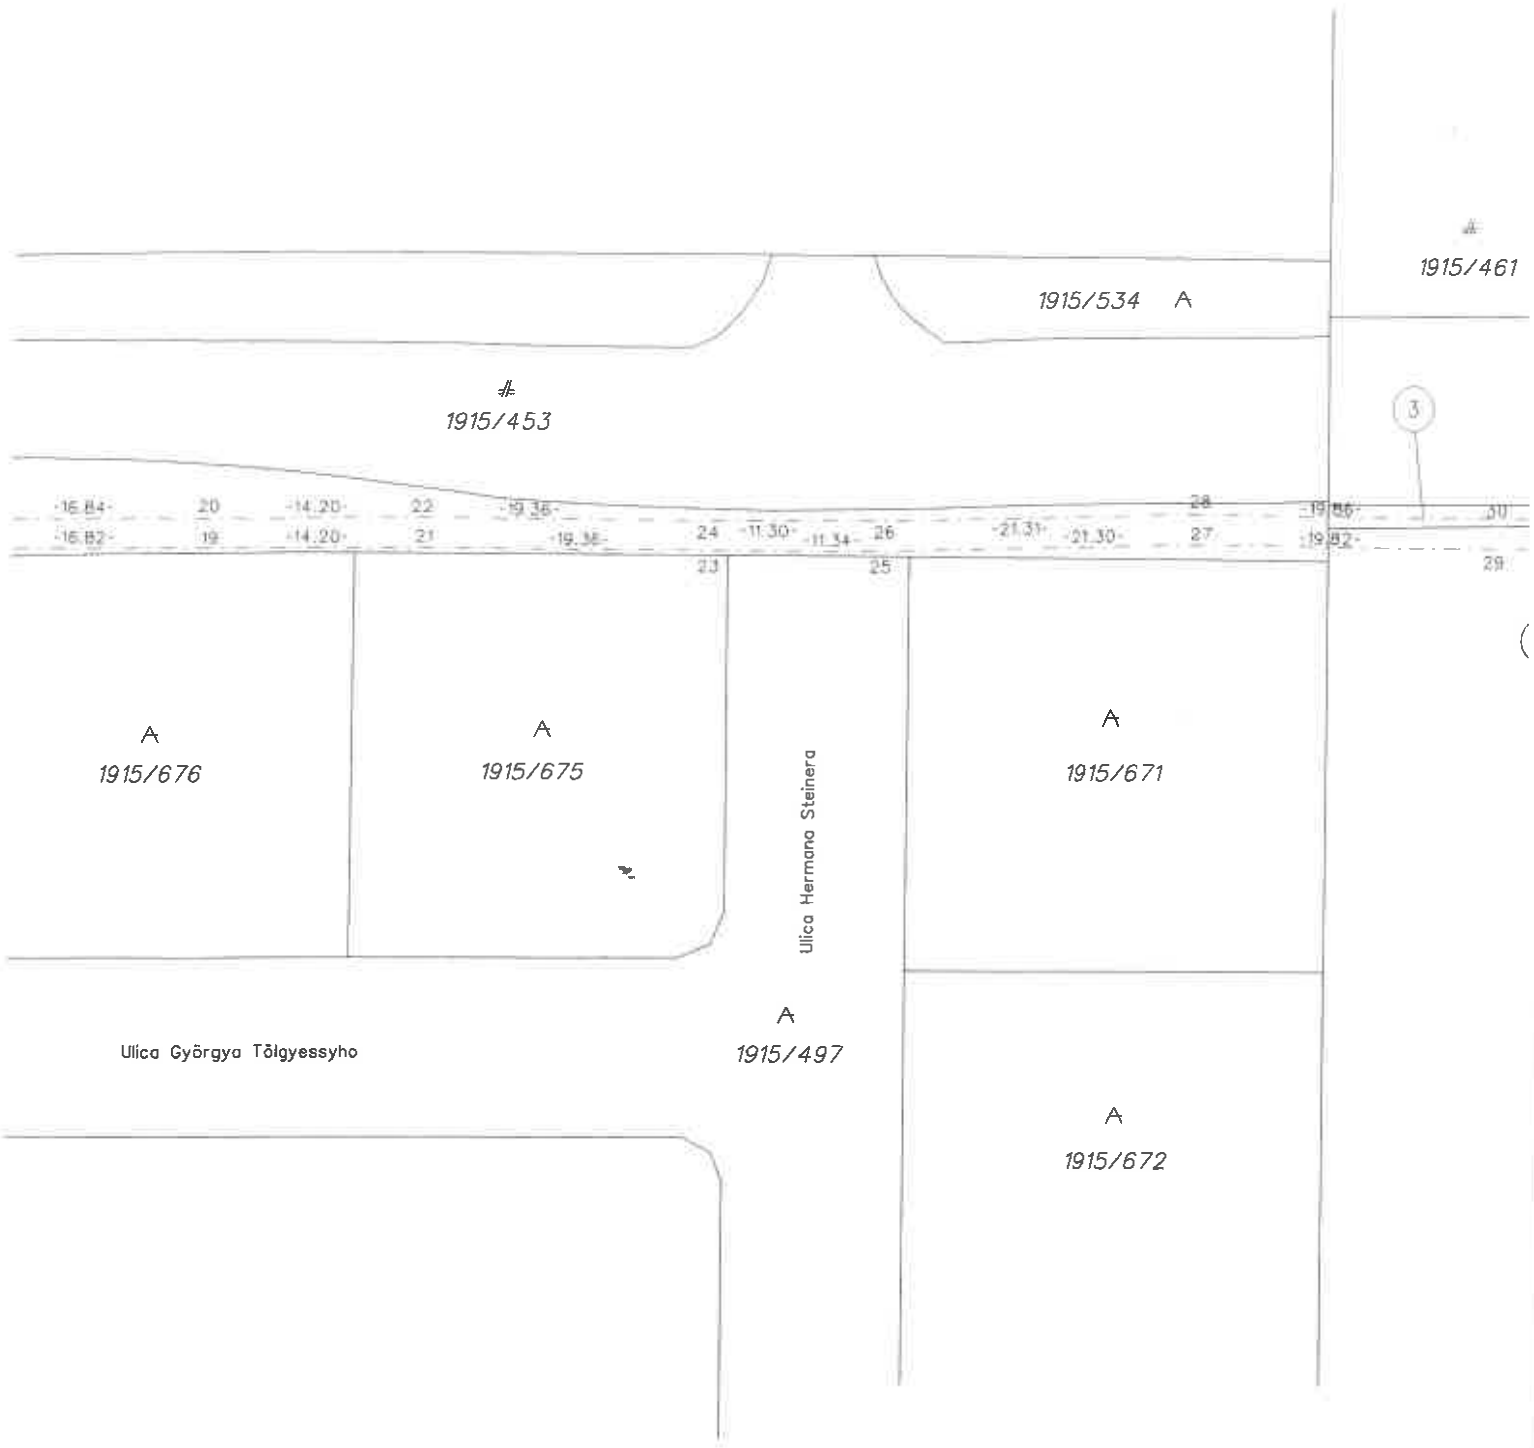 1915/461
1915/534 A
1915/453
3
-16.84- 20 -14.20- 22 -19.36- 28 -19.86- 30
-16.82- 19 -14.20- 21 -19.36- 24 -11.30- -11.34- 26 -21.31- -21.30- 27 -19.82-
23 25 29
A
1915/676
A
1915/675
A
1915/671
Ulica Hermana Steinera
A
1915/497
Ulica Györgya Tölgyessyho
A
1915/672